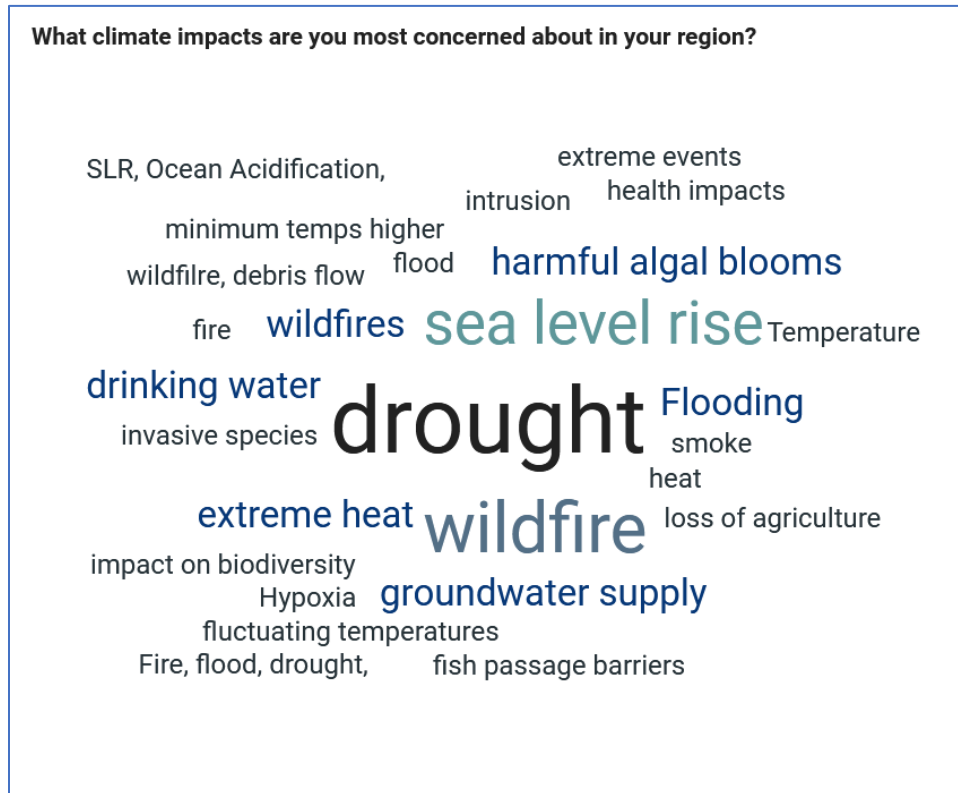 What climate impacts are you most concerned about in your region?
extreme events
SLR, Ocean Acidification,
health impacts
intrusion
minimum temps higher
flood
harmful algal blooms
wildfilre, debris flow
fire
wildfires
sea level rise
Temperature
drinking water
drought
Flooding
invasive species
smoke
heat
extreme heat
wildfire
loss of agriculture
impact on biodiversity
Hypoxia
groundwater supply
fluctuating temperatures
Fire, flood, drought,
fish passage barriers